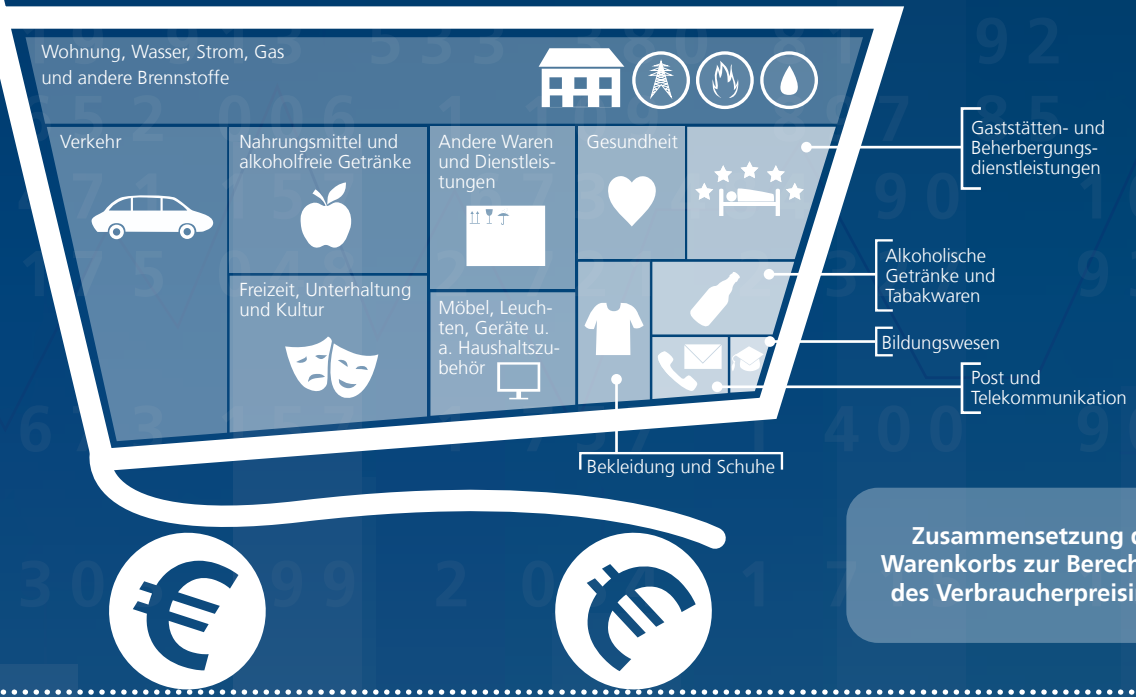 Wohnung, Wasser, Strom, Gas
und andere Brennstoffe
Verkehr
Nahrungsmittel und
alkoholfreie Getränke
Andere Waren
und Dienstleis-
tungen
Gesundheit
Gaststätten- und
Beherbergungs-
dienstleistungen
Freizeit, Unterhaltung
und Kultur
Möbel, Leuch-
ten, Geräte u.
a. Haushaltszu-
behör
Alkoholische
Getränke und
Tabakwaren
Bildungswesen
Post und
Telekommunikation
Bekleidung und Schuhe
€
€
Zusammensetzung
Warenkorbs zur
des